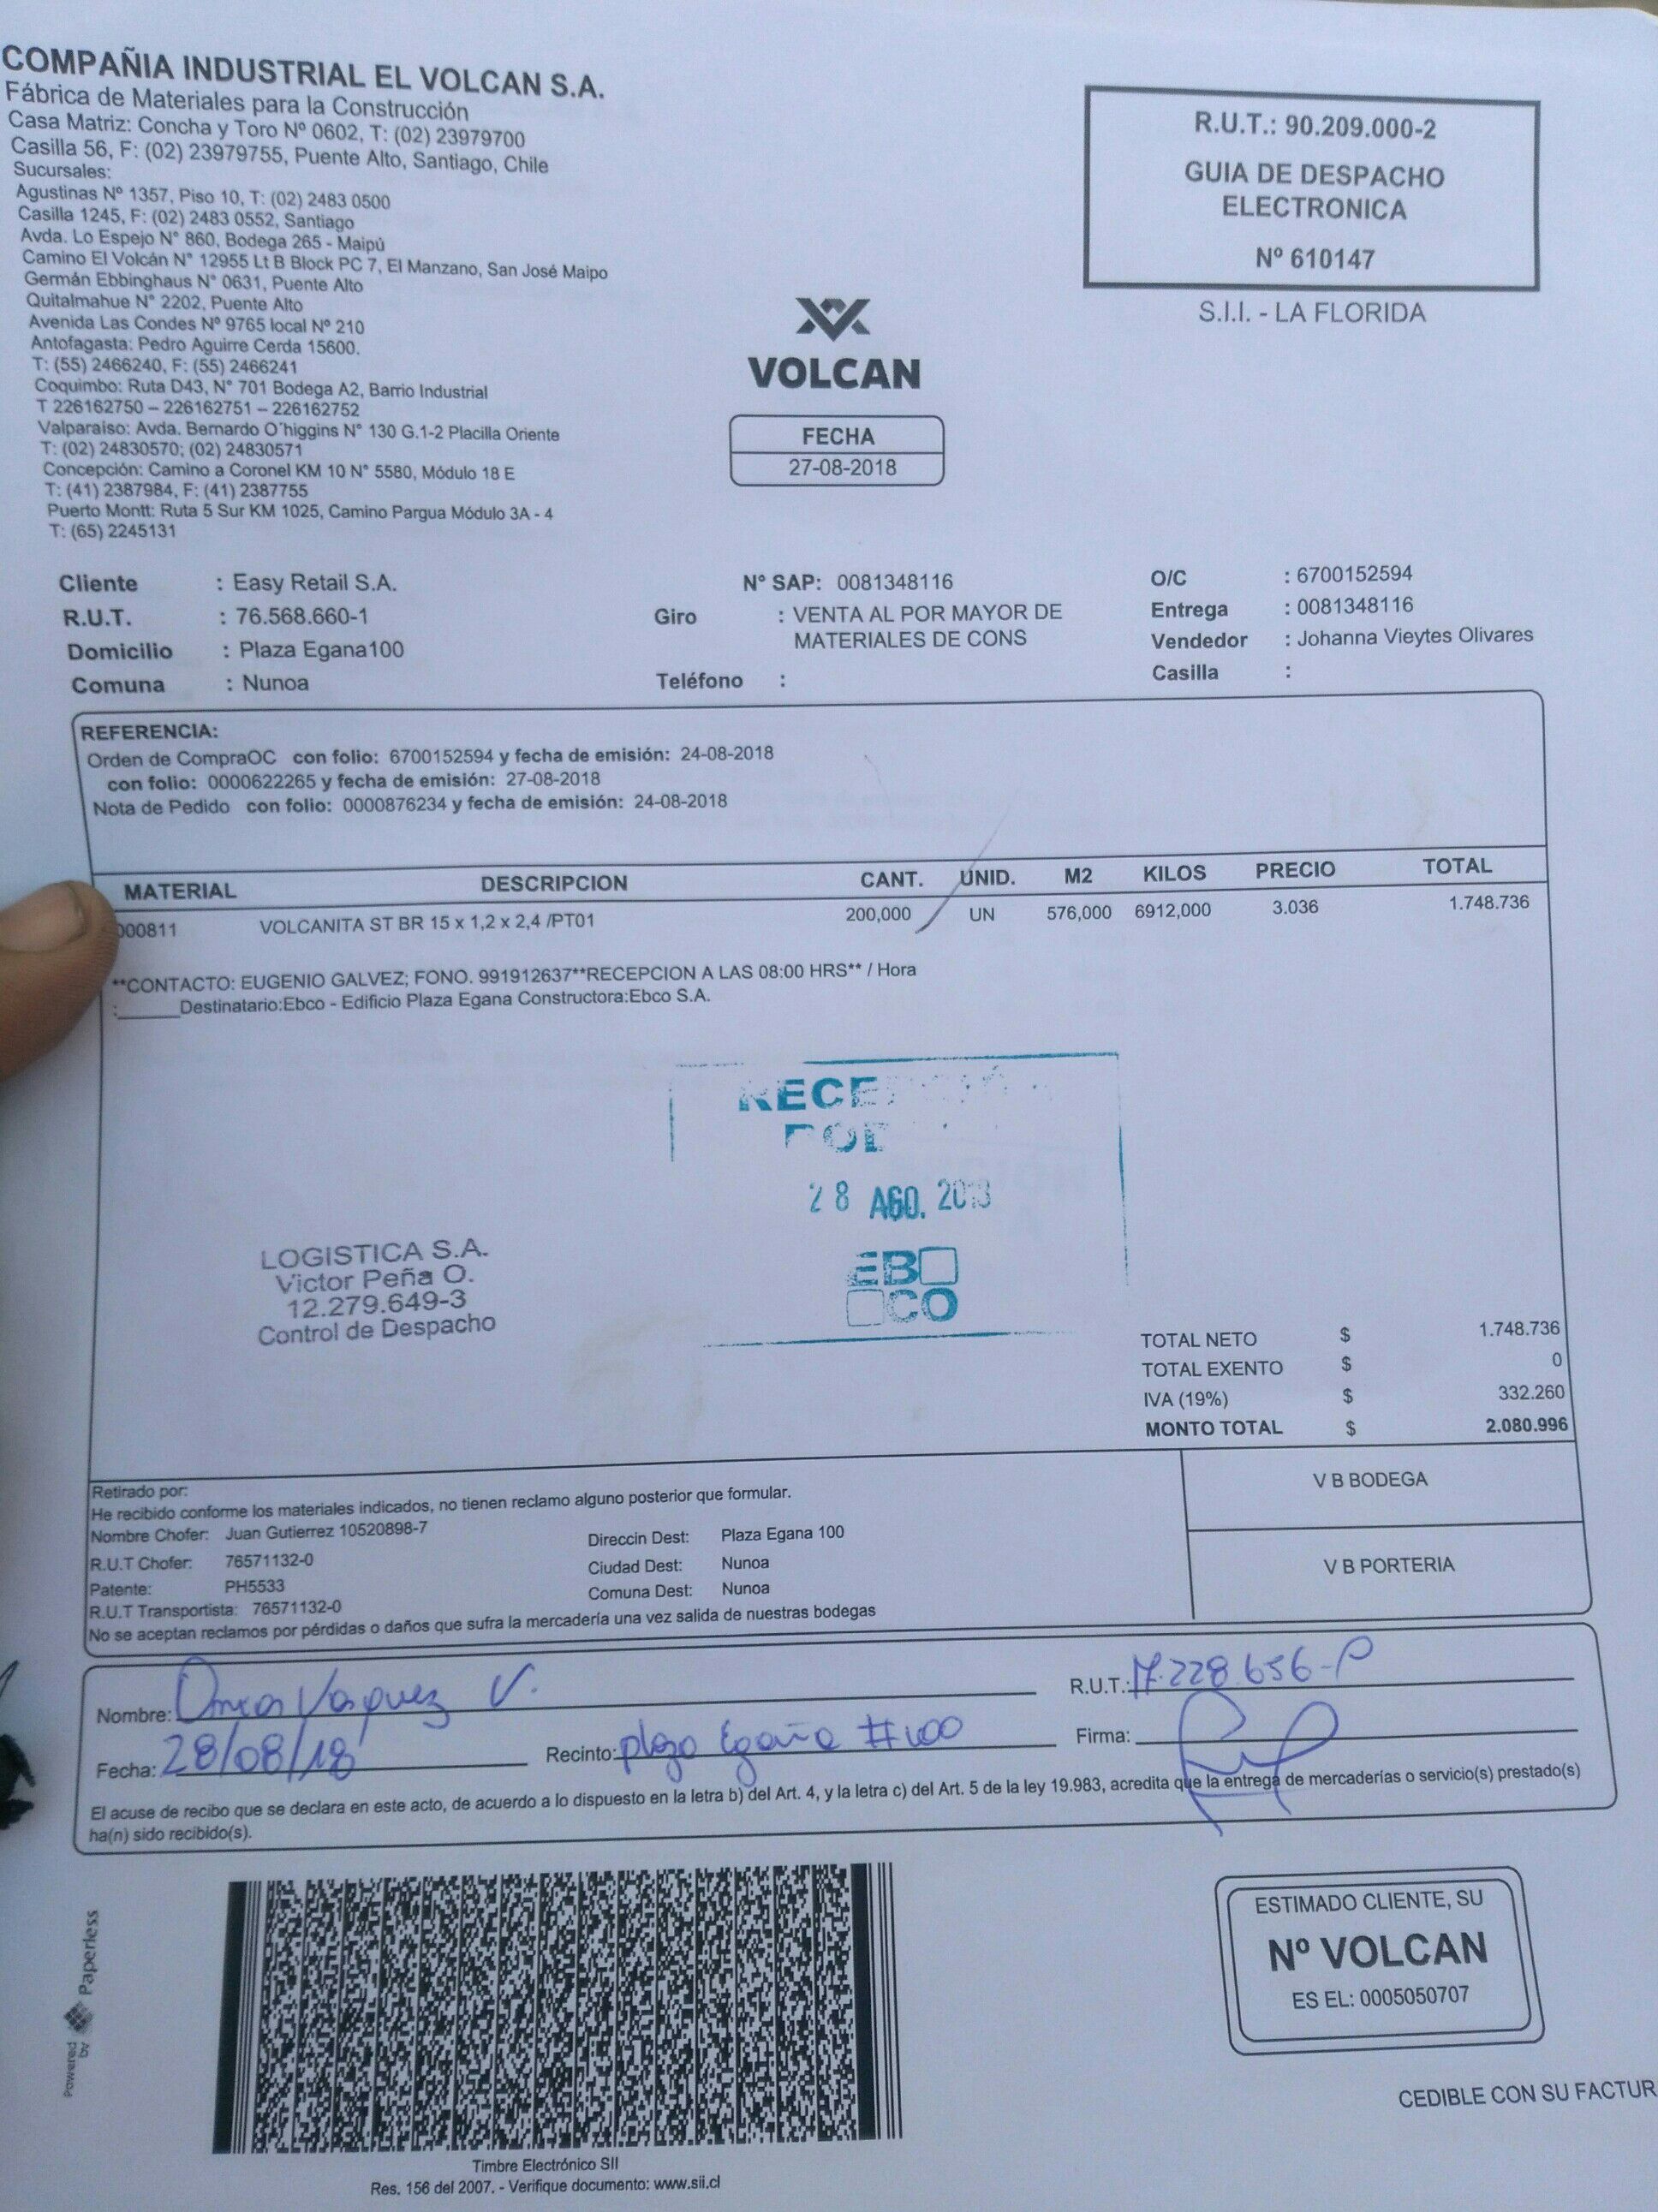 COMPAÑIA INDUSTRIAL EL VOLCAN S.A.
Fábrica de Materiales para la Construcción
Casa Matriz: Concha y Toro Nº 0602, T: (02) 23979700
Casilla 56, F: (02) 23979755, Puente Alto, Santiago, Chile
Sucursales:
Agustinas Nº 1357, Piso 10, T: (02) 2483 0500
Casilla 1245, F: (02) 2483 0552, Santiago
Avda. Lo Espejo N° 860, Bodega 265 - Maipú
Camino El Volcán N° 12955 Lt B Block PC 7, El Manzano, San José Maipo
Germán Ebbinghaus N° 0631, Puente Alto
Quitalmahue N° 2202, Puente Alto
Avenida Las Condes Nº 9765 local Nº 210
Antofagasta: Pedro Aguirre Cerda 15600.
T: (55) 2466240, F: (55) 2466241
Coquimbo: Ruta D43, N° 701 Bodega A2, Barrio Industrial
T 226162750 – 226162751 – 226162752
Valparaíso: Avda. Bernardo O´higgins N° 130 G.1-2 Placilla Oriente
T: (02) 24830570; (02) 24830571
Concepción: Camino a Coronel KM 10 N° 5580, Módulo 18 E
T: (41) 2387984, F: (41) 2387755
Puerto Montt: Ruta 5 Sur KM 1025, Camino Pargua Módulo 3A - 4
T: (65) 2245131
R.U.T.: 90.209.000-2
GUIA DE DESPACHO
ELECTRONICA
Nº 610147
S.I.I. - LA FLORIDA
VOLCAN
FECHA
27-08-2018
Cliente : Easy Retail S.A. N° SAP: 0081348116 O/C : 6700152594
R.U.T. : 76.568.660-1 Giro : VENTA AL POR MAYOR DE Entrega : 0081348116
MATERIALES DE CONS Vendedor : Johanna Vieytes Olivares
Domicilio : Plaza Egana100 Casilla :
Comuna : Nunoa Teléfono :
REFERENCIA:
Orden de CompraOC con folio: 6700152594 y fecha de emisión: 24-08-2018
con folio: 0000622265 y fecha de emisión: 27-08-2018
Nota de Pedido con folio: 0000876234 y fecha de emisión: 24-08-2018
MATERIAL DESCRIPCION CANT. UNID. M2 KILOS PRECIO TOTAL
000811 VOLCANITA ST BR 15 x 1,2 x 2,4 /PT01 200,000 UN 576,000 6912,000 3.036 1.748.736
**CONTACTO: EUGENIO GALVEZ; FONO. 991912637**RECEPCION A LAS 08:00 HRS** / Hora
:______Destinatario:Ebco - Edificio Plaza Egana Constructora:Ebco S.A.
28 AGO. 
EB
CO
LOGISTICA S.A.
Victor Peña O.
12.279.649-3
Control de Despacho
TOTAL NETO $ 1.748.736
TOTAL EXENTO $ 0
IVA (19%) $ 332.260
MONTO TOTAL $ 2.080.996
Retirado por:
He recibido conforme los materiales indicados, no tienen reclamo alguno posterior que formular.
Nombre Chofer: Juan Gutierrez 10520898-7 Direccin Dest: Plaza Egana 100
R.U.T Chofer: 76571132-0 Ciudad Dest: Nunoa
Patente: PH5533 Comuna Dest: Nunoa
R.U.T Transportista: 76571132-0
No se aceptan reclamos por pérdidas o daños que sufra la mercadería una vez salida de nuestras bodegas
V B BODEGA
V B PORTERIA
Nombre: Vasquez V. R.U.T.:
Fecha: 28/08/18 Recinto: plaza Egaña Firma:
El acuse de recibo que se declara en este acto, de acuerdo a lo dispuesto en la letra b) del Art. 4, y la letra c) del Art. 5 de la ley 19.983, acredita que la entrega de mercaderías o servicio(s) prestado(s)
ha(n) sido recibido(s).
Powered by Paperless
Timbre Electrónico SII
Res. 156 del 2007. - Verifique documento: www.sii.cl
ESTIMADO CLIENTE, SU
Nº VOLCAN
ES EL: 0005050707
CEDIBLE CON SU FACTUR